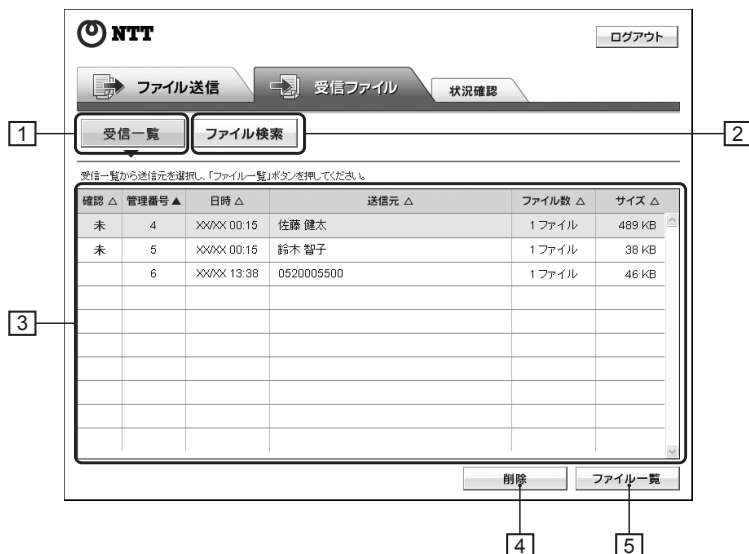 NTT
ログアウト
ファイル送信
受信ファイル
状況確認
1
受信一覧
ファイル検索
2
受信一覧から送信元を選択し、「ファイル一覧」ボタンを押してください。
確認 △ 管理番号▲ 日時 △ 送信元 △ ファイル数 △ サイズ △
未 4 XX/XX 00:15 佐藤 健太 1 ファイル 489 KB
未 5 XX/XX 00:15 鈴木 智子 1 ファイル 38 KB
6 XX/XX 13:38 0520005500 1 ファイル 46 KB
3
削除
ファイル一覧
4
5